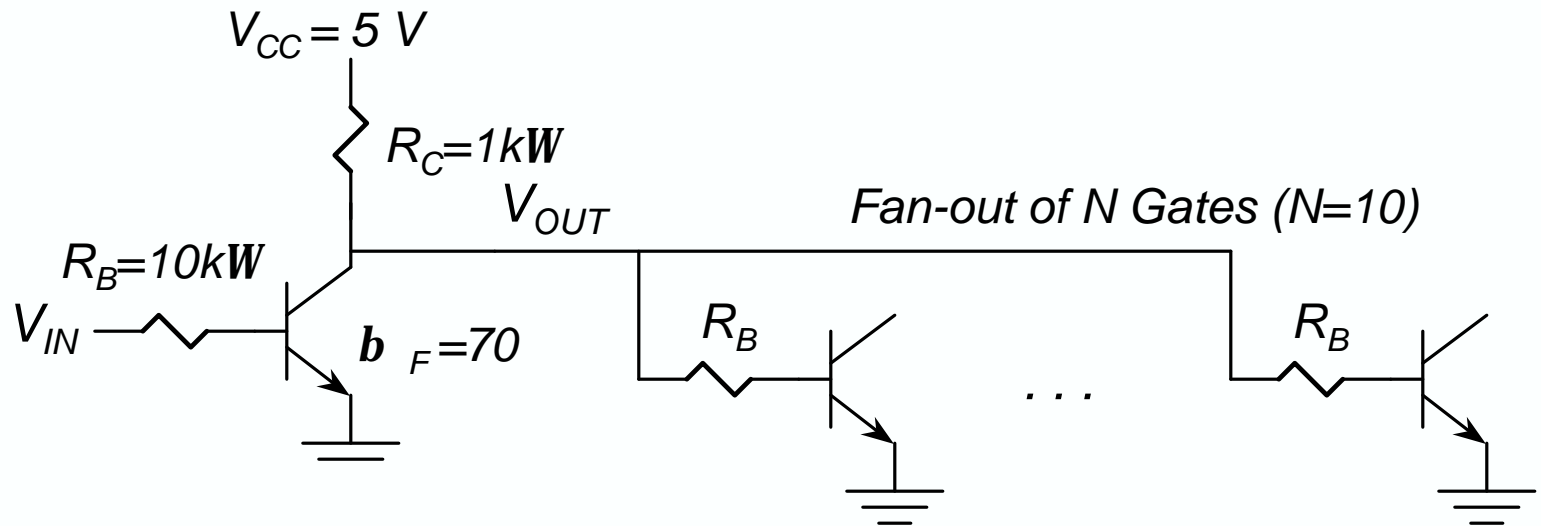 V_CC = 5 V
R_C=1kW
V_OUT
Fan-out of N Gates (N=10)
R_B=10kW
V_IN
b _F=70
R_B
R_B
. . .